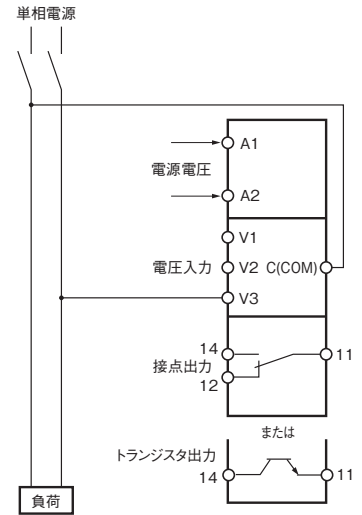 単相電源
A1
電源電圧
A2
V1
電圧入力 V2 C(COM)
V3
14 11
接点出力
12
または
トランジスタ出力
14 11
負荷